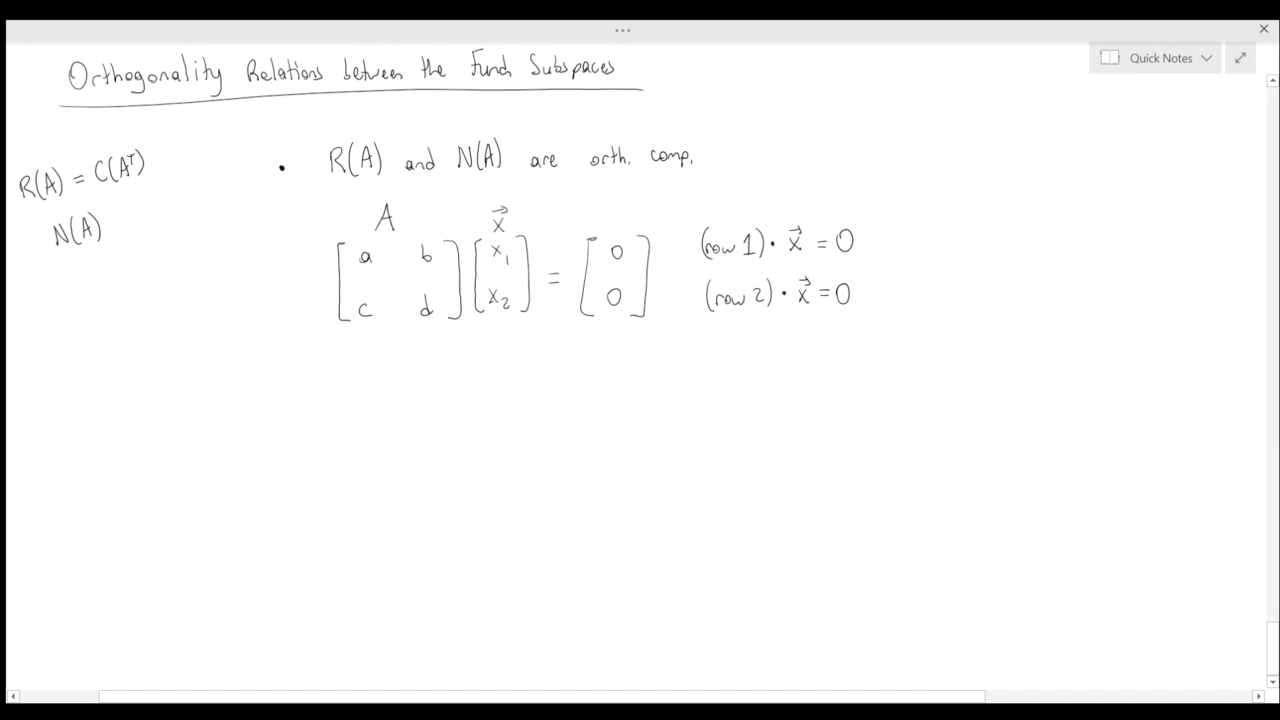 Quick Notes
Orthogonality Relations between the Fund Subspaces
R(A) = C(Aᵀ)
N(A)
• R(A) and N(A) are orth. comp.
A x⃗
[a b] [x₁] = [0]
[c d] [x₂] [0]
(row 1) • x⃗ = 0
(row 2) • x⃗ = 0